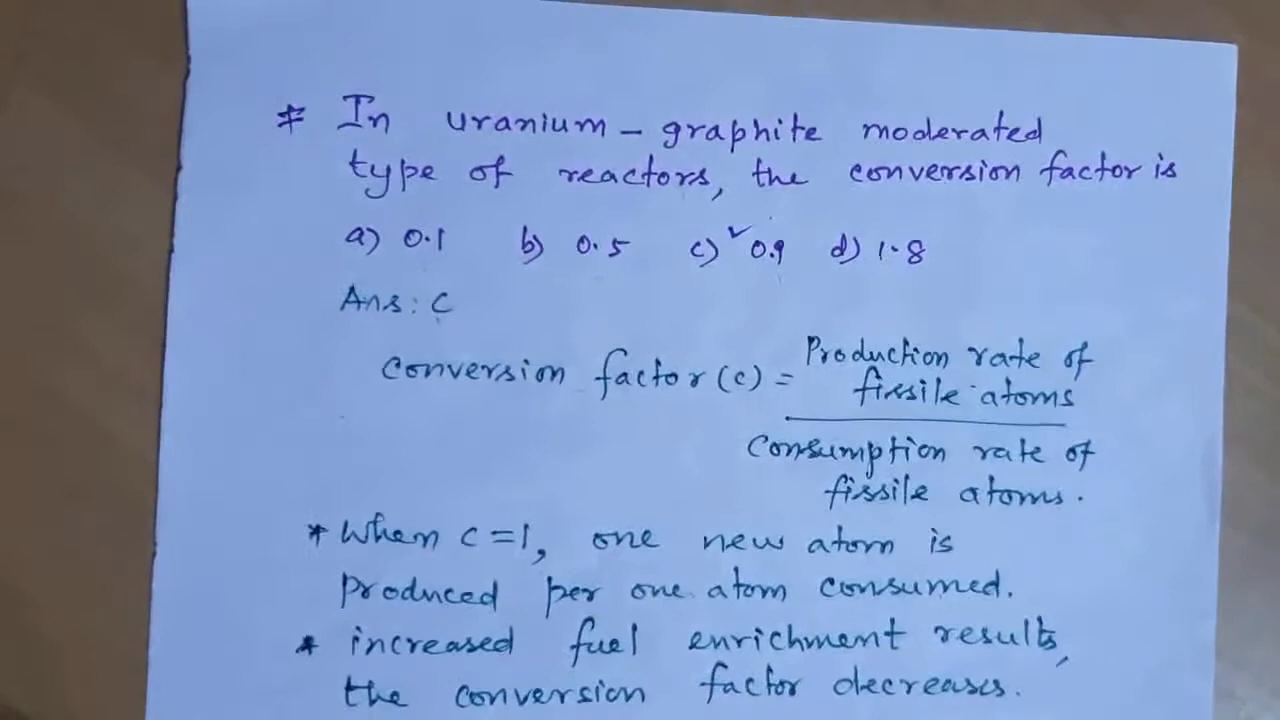 * In uranium - graphite moderated
type of reactors, the conversion factor is
a) 0.1 b) 0.5 c) ✓0.9 d) 1.8
Ans: C
Conversion factor (c) = Production rate of
fissile atoms
Consumption rate of
fissile atoms.
* When c = 1, one new atom is
produced per one atom consumed.
* increased fuel enrichment results,
the conversion factor decreases.